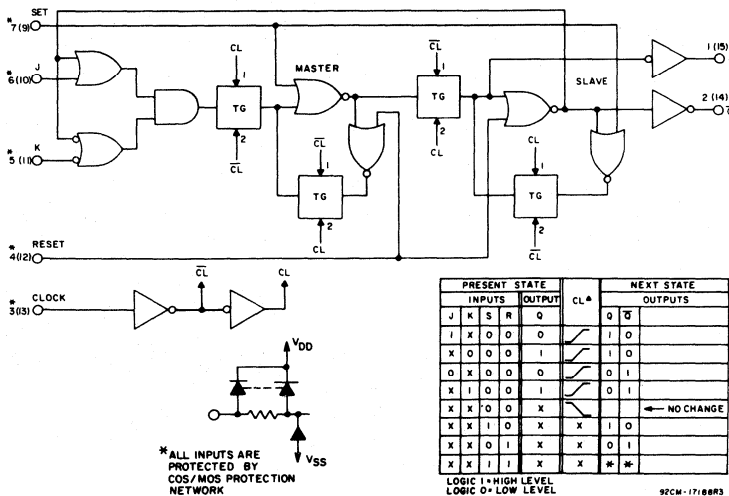 SET
* 7(9)
J
* 6(10)
K
* 5(11)
CL
1
TG
2
C̅L̅
MASTER
C̅L̅
1
TG
2
CL
C̅L̅
1
TG
2
CL
SLAVE
CL
1
TG
2
C̅L̅
1 (15)
2 (14)
RESET
* 4(12)
CLOCK
* 3(13)
C̅L̅
CL
VDD
VSS
* ALL INPUTS ARE
PROTECTED BY
COS/MOS PROTECTION
NETWORK
PRESENT STATE CL▲ NEXT STATE
INPUTS OUTPUT OUTPUTS
J K S R Q Q Q̅
1 X 0 0 0 1 0
X 0 0 0 1 1 0
0 X 0 0 0 0 1
X 1 0 0 1 0 1
X X 0 0 X ← NO CHANGE
X X 1 0 X X 1 0
X X 0 1 X X 0 1
X X 1 1 X X * *
LOGIC 1 = HIGH LEVEL
LOGIC 0 = LOW LEVEL
92CM-17188R3